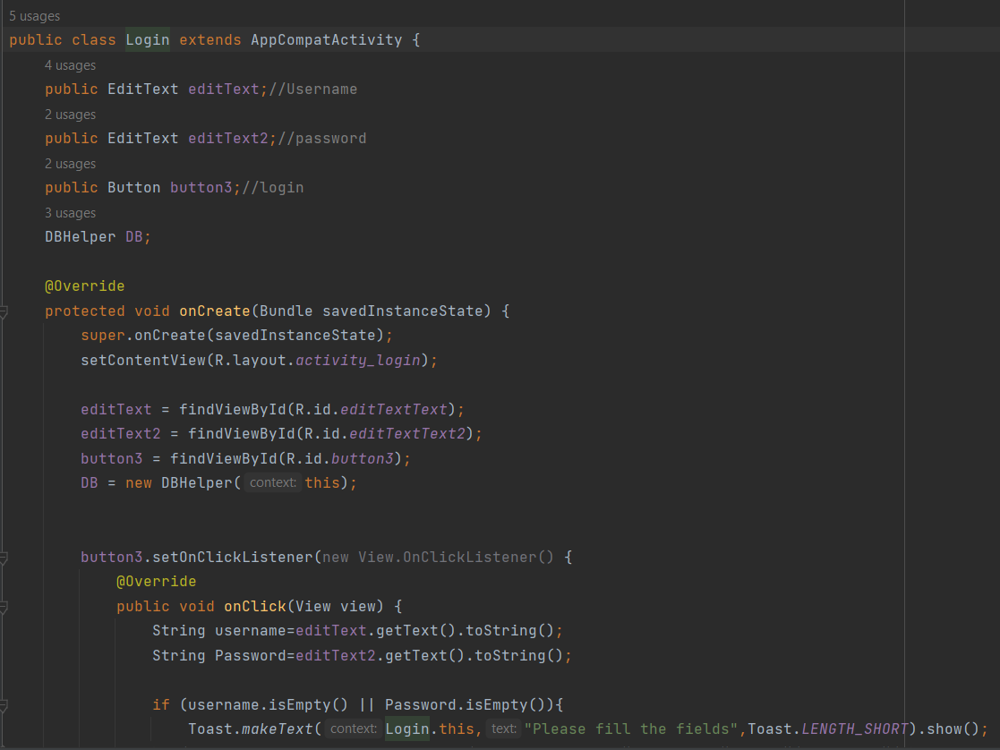 5 usages
public class Login extends AppCompatActivity {
4 usages
public EditText editText;//Username
2 usages
public EditText editText2;//password
2 usages
public Button button3;//login
3 usages
DBHelper DB;
@Override
protected void onCreate(Bundle savedInstanceState) {
super.onCreate(savedInstanceState);
setContentView(R.layout.activity_login);
editText = findViewById(R.id.editTextText);
editText2 = findViewById(R.id.editTextText2);
button3 = findViewById(R.id.button3);
DB = new DBHelper( context: this);
button3.setOnClickListener(new View.OnClickListener() {
@Override
public void onClick(View view) {
String username=editText.getText().toString();
String Password=editText2.getText().toString();
if (username.isEmpty() || Password.isEmpty()){
Toast.makeText( context: Login.this, text: "Please fill the fields",Toast.LENGTH_SHORT).show();